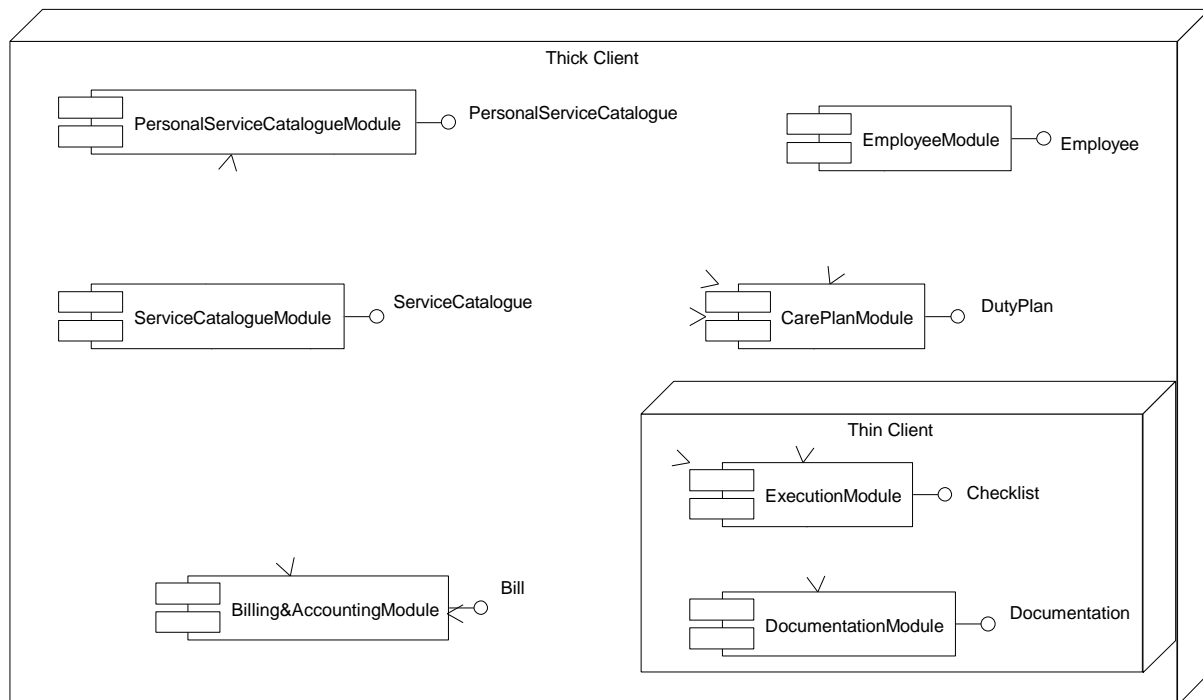 Thick Client
PersonalServiceCatalogueModule
PersonalServiceCatalogue
EmployeeModule
Employee
ServiceCatalogueModule
ServiceCatalogue
CarePlanModule
DutyPlan
Thin Client
ExecutionModule
Checklist
Billing&AccountingModule
Bill
DocumentationModule
Documentation